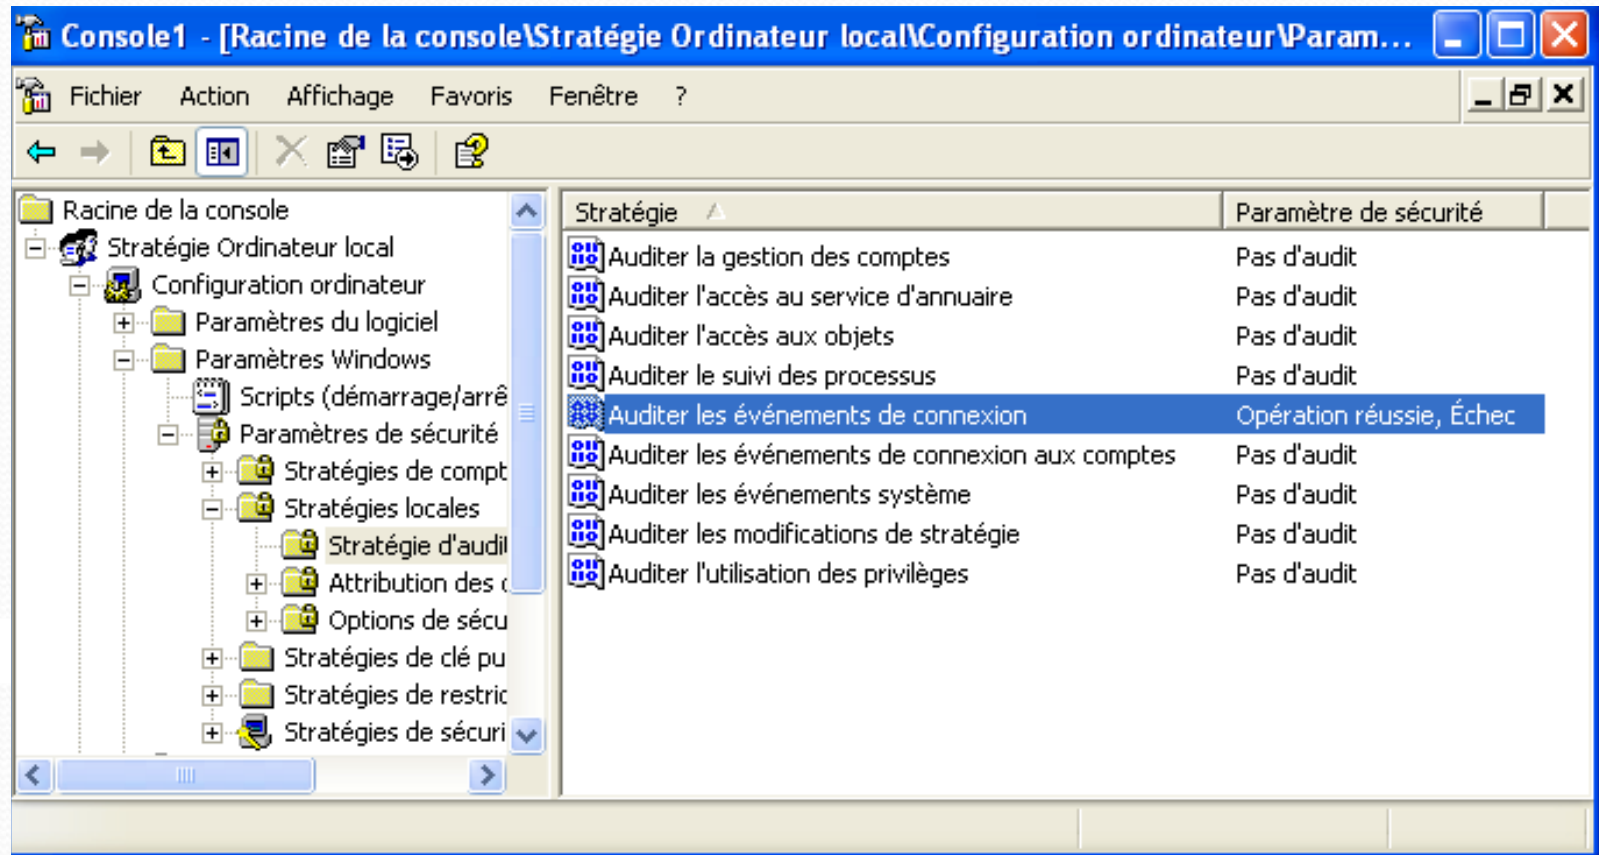 Console1 - [Racine de la console\Stratégie Ordinateur local\Configuration ordinateur\Param...
Fichier Action Affichage Favoris Fenêtre ?
Racine de la console
Stratégie Ordinateur local
Configuration ordinateur
Paramètres du logiciel
Paramètres Windows
Scripts (démarrage/arrê
Paramètres de sécurité
Stratégies de compt
Stratégies locales
Stratégie d'audi
Attribution des d
Options de sécu
Stratégies de clé pu
Stratégies de restric
Stratégies de sécuri
Stratégie Paramètre de sécurité
Auditer la gestion des comptes Pas d'audit
Auditer l'accès au service d'annuaire Pas d'audit
Auditer l'accès aux objets Pas d'audit
Auditer le suivi des processus Pas d'audit
Auditer les événements de connexion Opération réussie, Échec
Auditer les événements de connexion aux comptes Pas d'audit
Auditer les événements système Pas d'audit
Auditer les modifications de stratégie Pas d'audit
Auditer l'utilisation des privilèges Pas d'audit